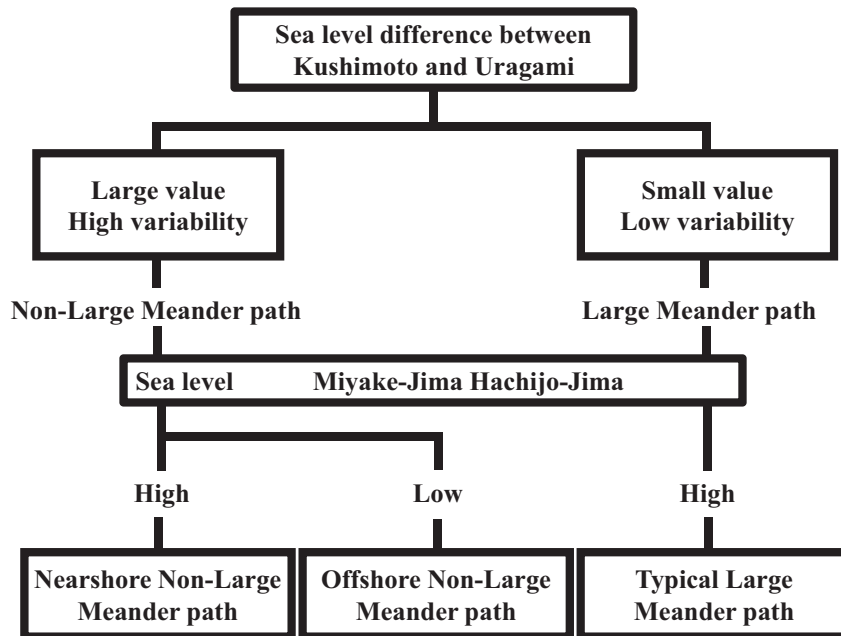 Sea level difference between
Kushimoto and Uragami
Large value
High variability
Small value
Low variability
Non-Large Meander path
Large Meander path
Sea level Miyake-Jima Hachijo-Jima
High
Low
High
Nearshore Non-Large
Meander path
Offshore Non-Large
Meander path
Typical Large
Meander path